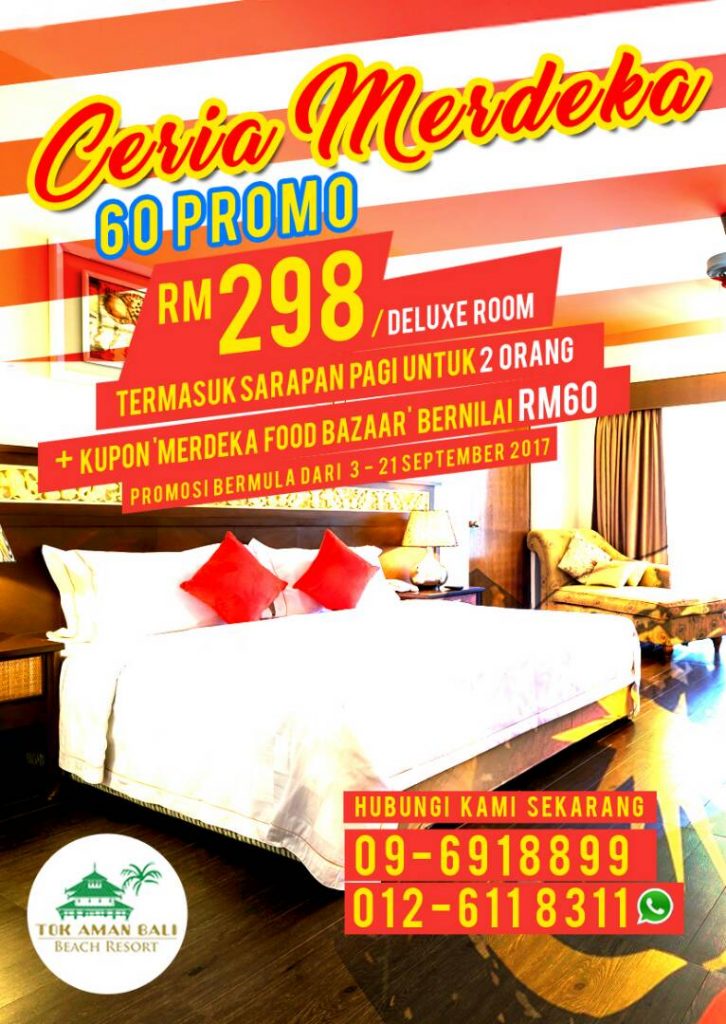 Ceria Merdeka
60 PROMO
RM298 / DELUXE ROOM
TERMASUK SARAPAN PAGI UNTUK 2 ORANG
+ KUPON 'MERDEKA FOOD BAZAAR' BERNILAI RM60
PROMOSI BERMULA DARI 3 - 21 SEPTEMBER 2017
HUBUNGI KAMI SEKARANG
09-6918899
012-611 8311
TOK AMAN BALI
BEACH RESORT